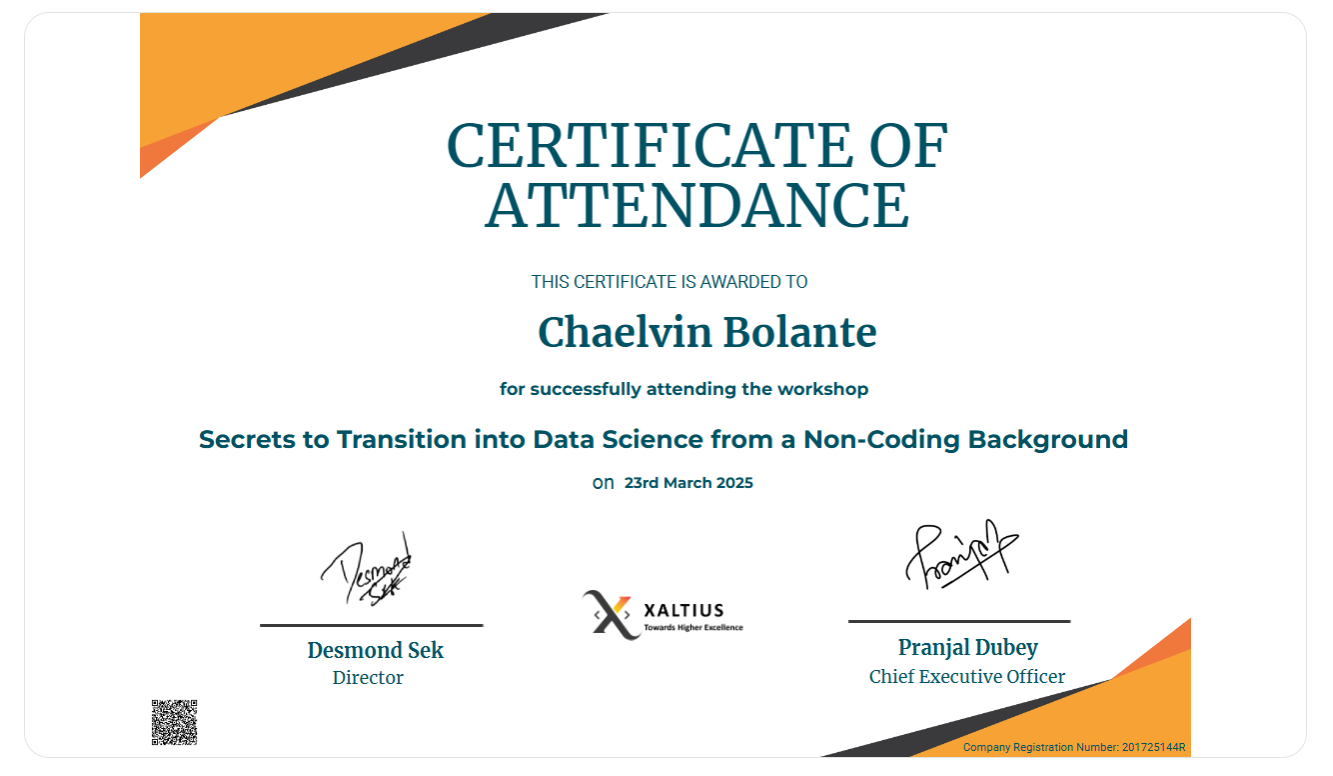 CERTIFICATE OF
ATTENDANCE
THIS CERTIFICATE IS AWARDED TO
Chaelvin Bolante
for successfully attending the workshop
Secrets to Transition into Data Science from a Non-Coding Background
on 23rd March 2025
Desmond
Sek
Pranjal
XALTIUS
Towards Higher Excellence
Desmond Sek
Director
Pranjal Dubey
Chief Executive Officer
Company Registration Number: 201725144R